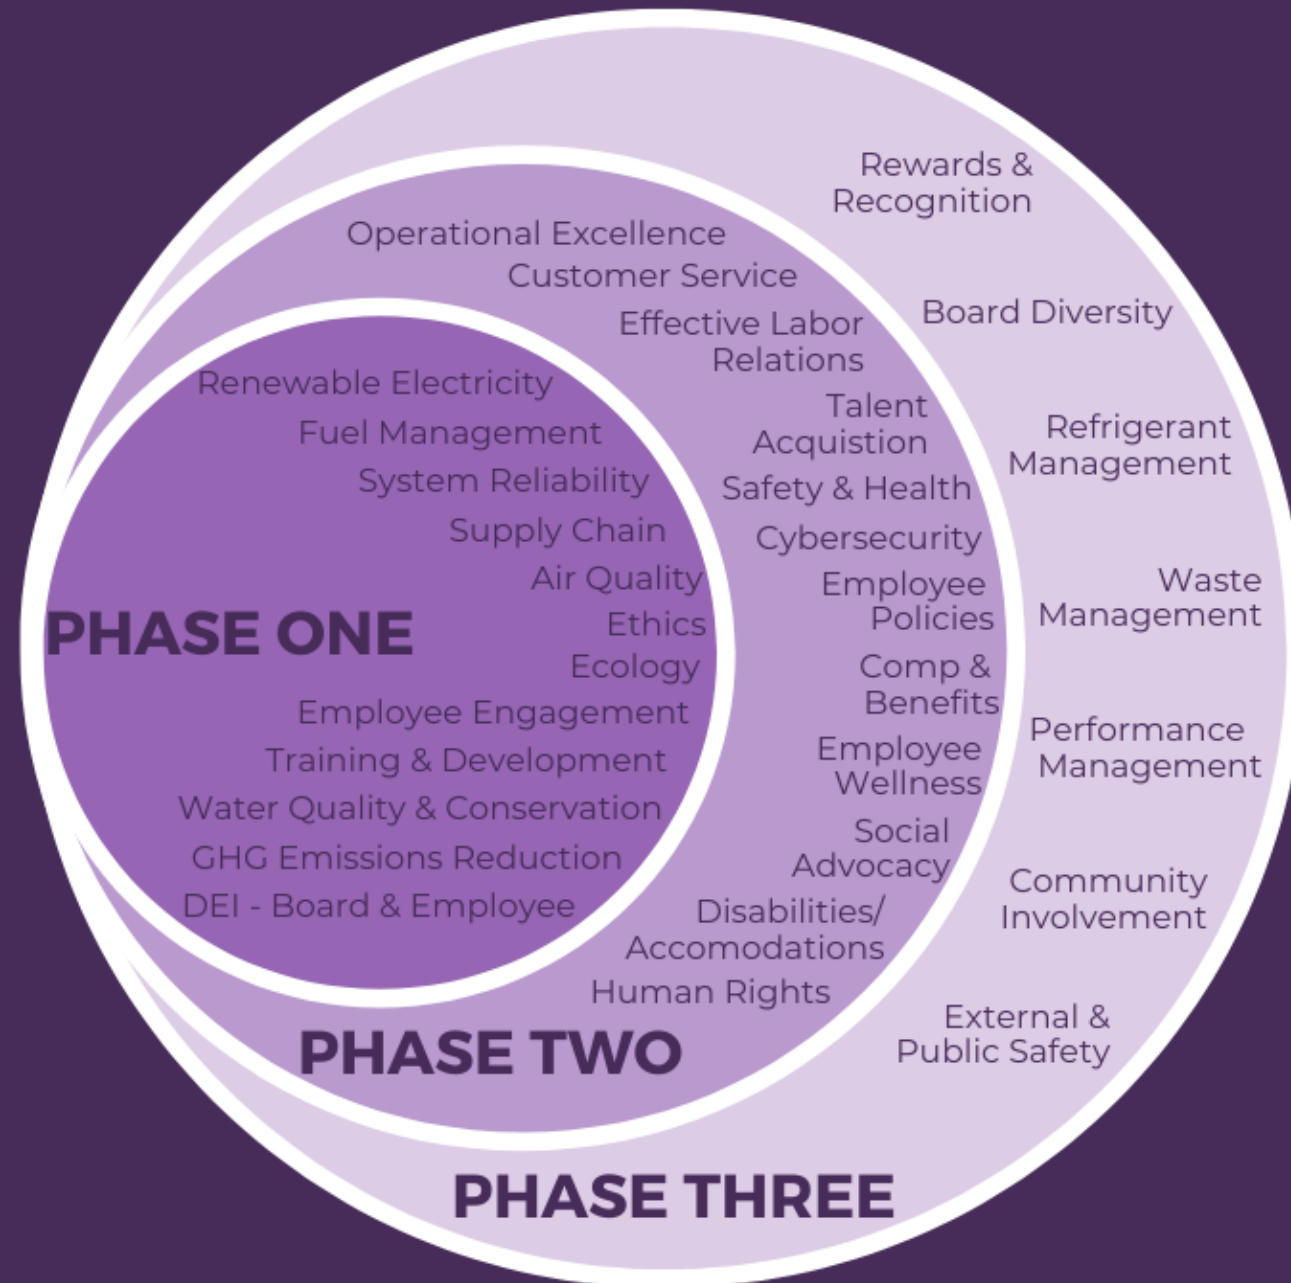 Rewards &
Recognition
Board Diversity
Refrigerant
Management
Waste
Management
Performance
Management
Community
Involvement
External &
Public Safety
PHASE THREE
Operational Excellence
Customer Service
Effective Labor
Relations
Talent
Acquistion
Safety & Health
Cybersecurity
Employee
Policies
Comp &
Benefits
Employee
Wellness
Social
Advocacy
Disabilities/
Accomodations
Human Rights
PHASE TWO
Renewable Electricity
Fuel Management
System Reliability
Supply Chain
Air Quality
Ethics
PHASE ONE
Ecology
Employee Engagement
Training & Development
Water Quality & Conservation
GHG Emissions Reduction
DEI - Board & Employee